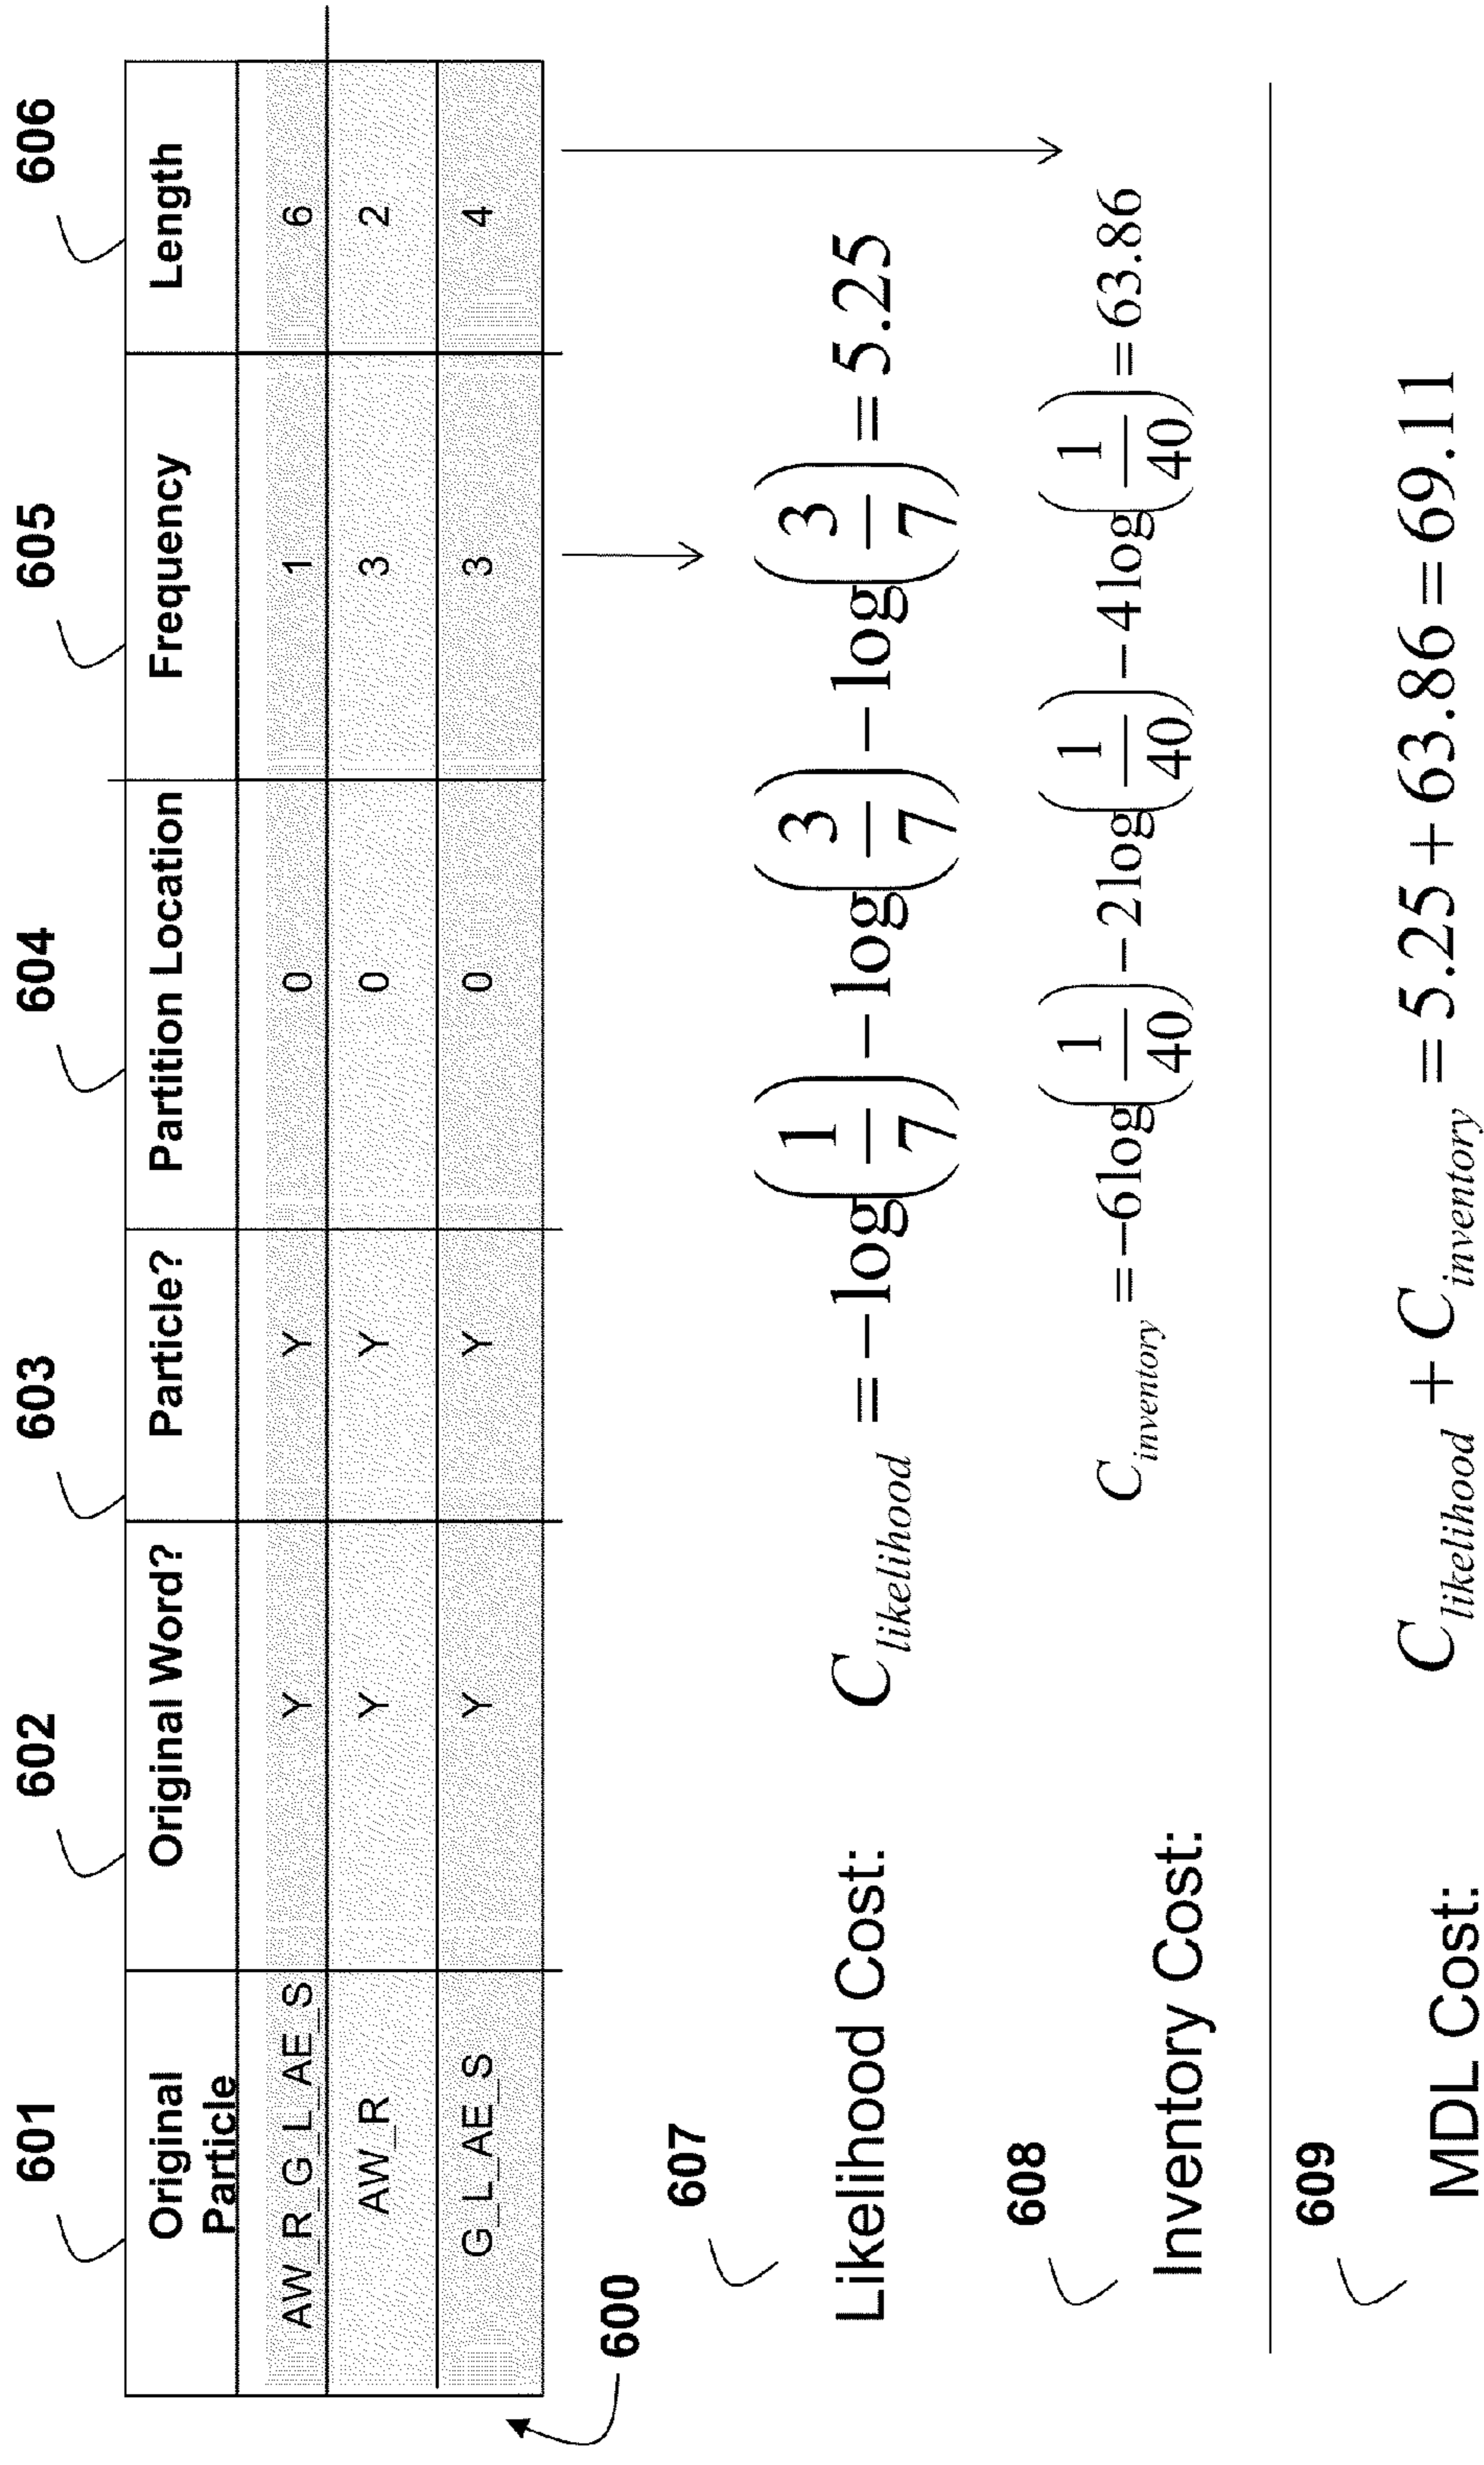 601 602 603 604 605 606
Original Particle Original Word? Particle? Partition Location Frequency Length
AW_R_G_L_AE_S Y Y 0 1 6
AW_R Y Y 0 3 2
G_L_AE_S Y Y 0 3 4
600
607
Likelihood Cost: C_likelihood = −log(1/7) − log(3/7) − log(3/7) = 5.25
608
Inventory Cost: C_inventory = −6log(1/40) − 2log(1/40) − 4log(1/40) = 63.86
609
MDL Cost: C_likelihood + C_inventory = 5.25 + 63.86 = 69.11